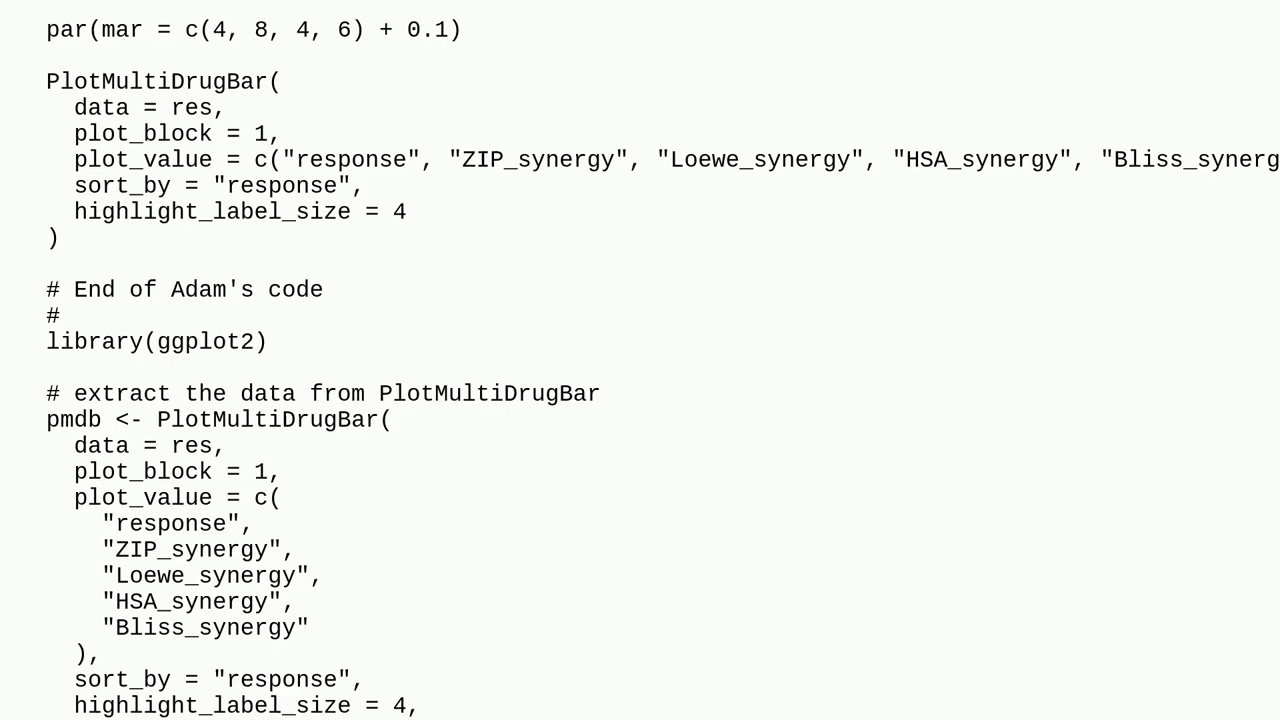 par(mar = c(4, 8, 4, 6) + 0.1)
PlotMultiDrugBar(
  data = res,
  plot_block = 1,
  plot_value = c("response", "ZIP_synergy", "Loewe_synergy", "HSA_synergy", "Bliss_synerg
  sort_by = "response",
  highlight_label_size = 4
)
# End of Adam's code
#
library(ggplot2)
# extract the data from PlotMultiDrugBar
pmdb <- PlotMultiDrugBar(
  data = res,
  plot_block = 1,
  plot_value = c(
    "response",
    "ZIP_synergy",
    "Loewe_synergy",
    "HSA_synergy",
    "Bliss_synergy"
  ),
  sort_by = "response",
  highlight_label_size = 4,